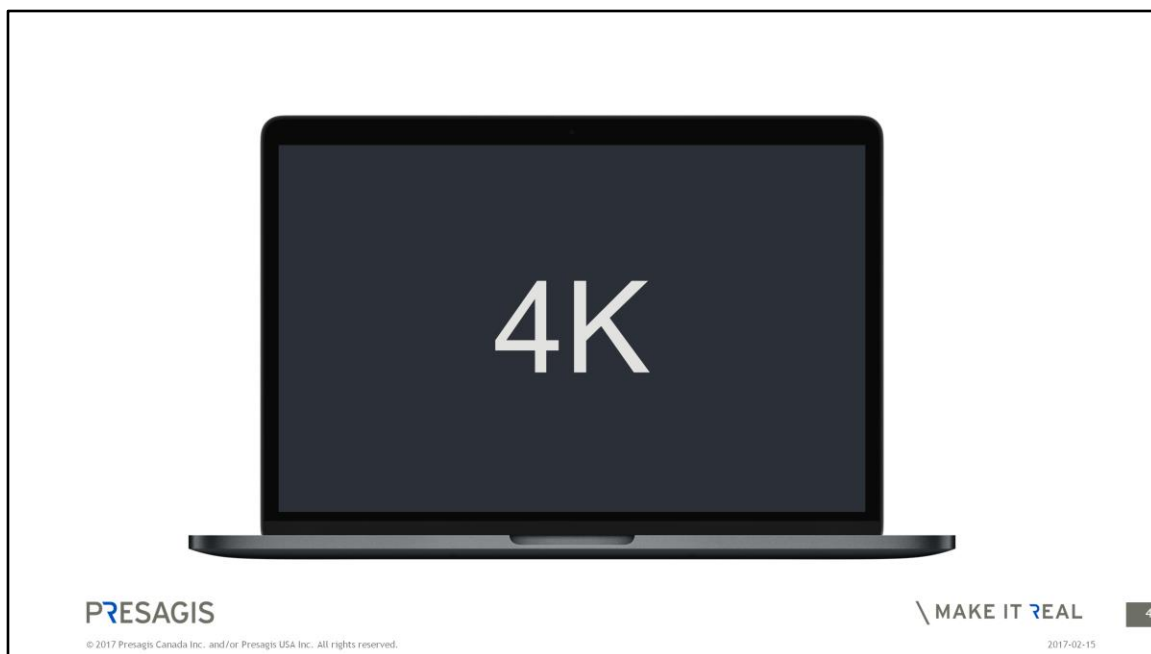 4K
PRESAGIS
\ MAKE IT REAL
4
© 2017 Presagis Canada Inc. and/or Presagis USA Inc. All rights reserved.
2017-02-15